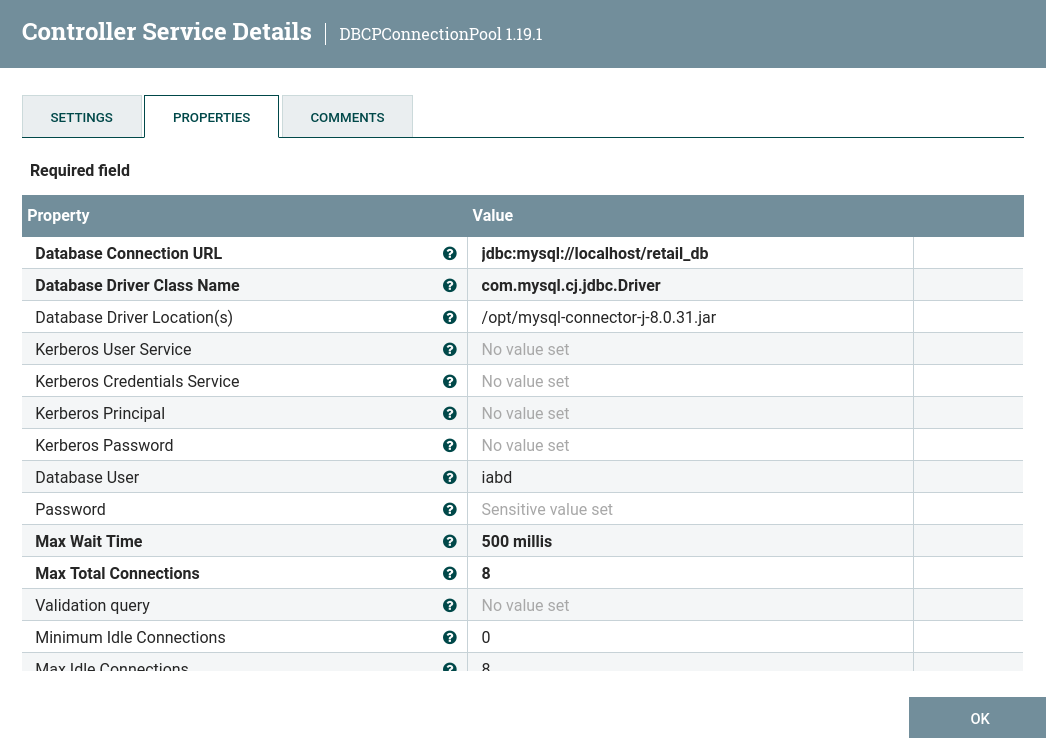 Controller Service Details | DBCPConnectionPool 1.19.1
SETTINGS PROPERTIES COMMENTS
Required field
Property Value
Database Connection URL ? jdbc:mysql://localhost/retail_db
Database Driver Class Name ? com.mysql.cj.jdbc.Driver
Database Driver Location(s) ? /opt/mysql-connector-j-8.0.31.jar
Kerberos User Service ? No value set
Kerberos Credentials Service ? No value set
Kerberos Principal ? No value set
Kerberos Password ? No value set
Database User ? iabd
Password ? Sensitive value set
Max Wait Time ? 500 millis
Max Total Connections ? 8
Validation query ? No value set
Minimum Idle Connections ? 0
Max Idle Connections ? 8
OK